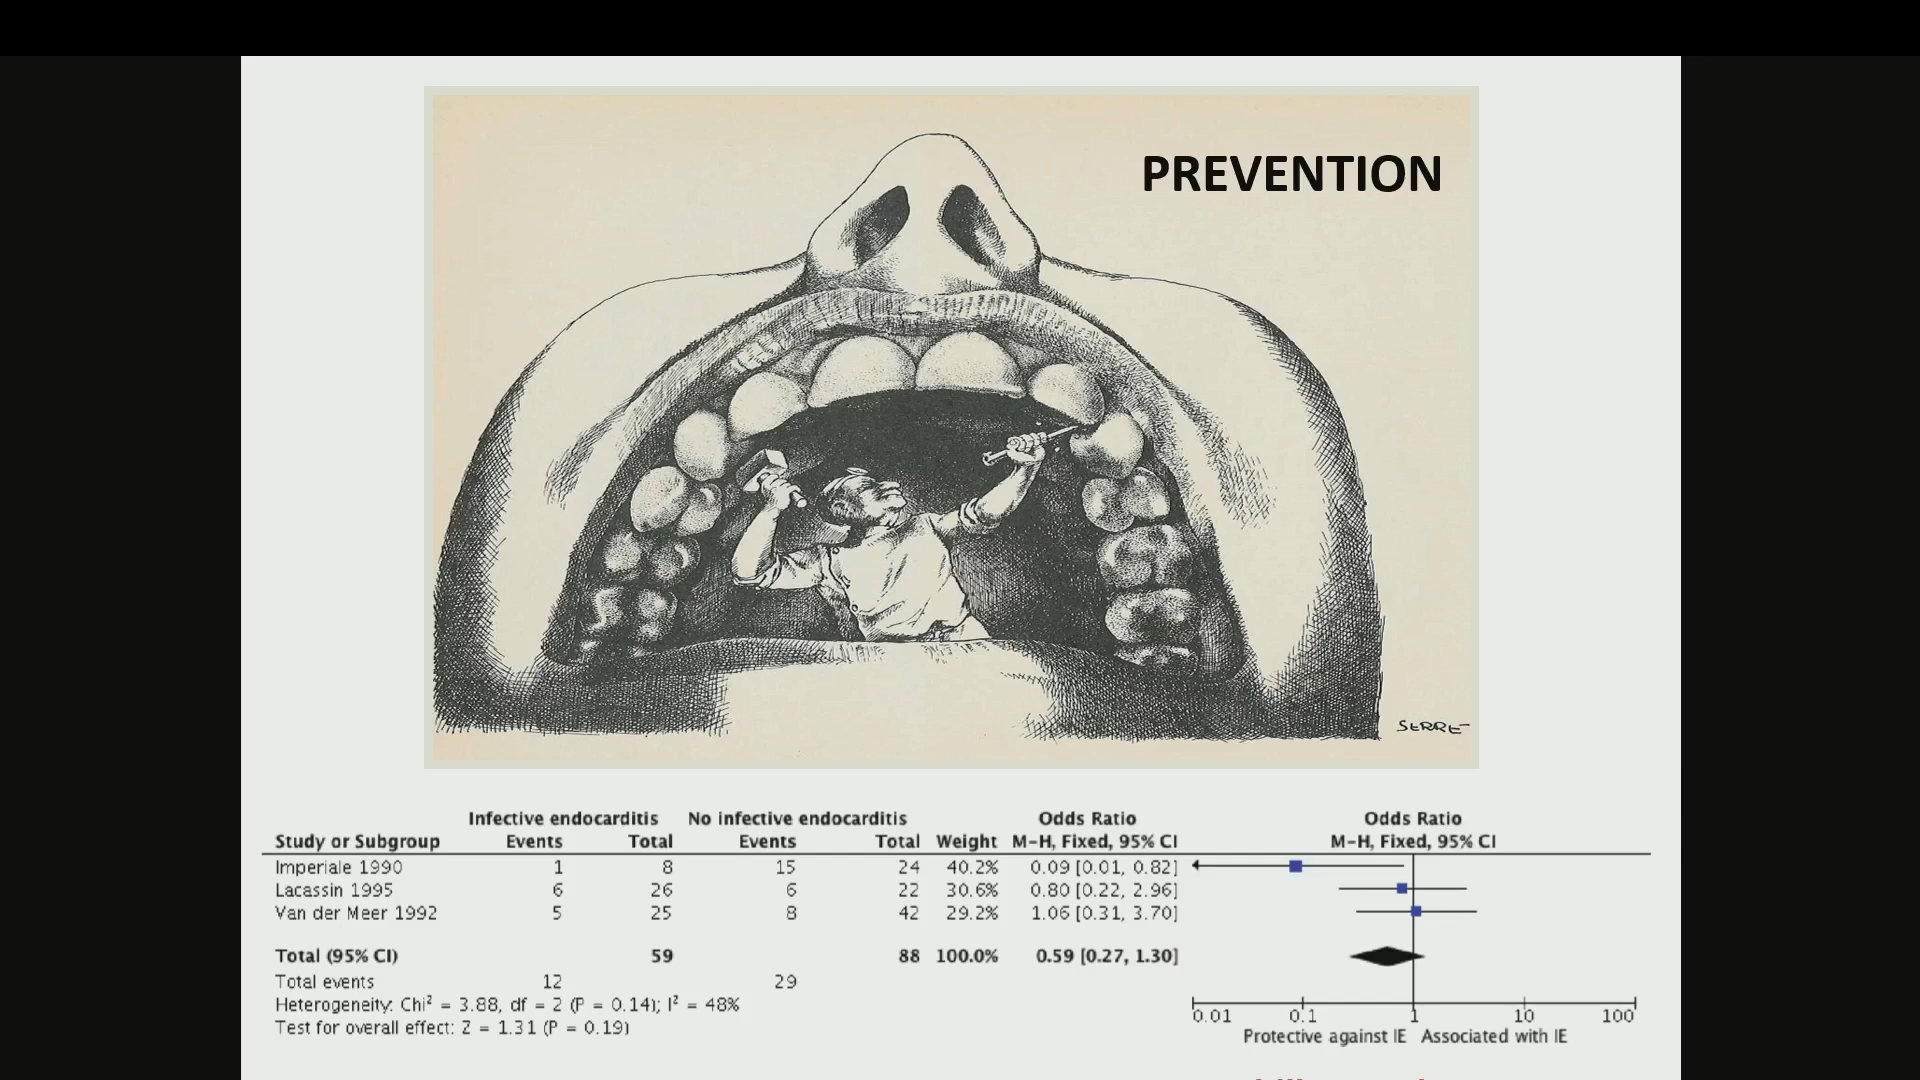 PREVENTION
SERRE
Infective endocarditis No infective endocarditis Odds Ratio Odds Ratio
Study or Subgroup Events Total Events Total Weight M-H, Fixed, 95% CI M-H, Fixed, 95% CI
Imperiale 1990 1 8 15 24 40.2% 0.09 [0.01, 0.82]
Lacassin 1995 6 26 6 22 30.6% 0.80 [0.22, 2.96]
Van der Meer 1992 5 25 8 42 29.2% 1.06 [0.31, 3.70]
Total (95% CI) 59 88 100.0% 0.59 [0.27, 1.30]
Total events 12 29
Heterogeneity: Chi² = 3.88, df = 2 (P = 0.14); I² = 48%
Test for overall effect: Z = 1.31 (P = 0.19)
0.01 0.1 1 10 100
Protective against IE Associated with IE